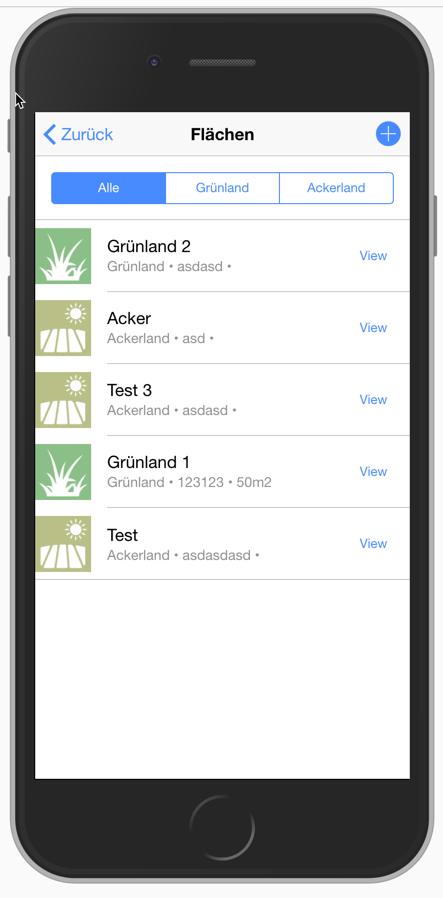 Zurück
Flächen
Alle
Grünland
Ackerland
Grünland 2
Grünland • asdasd •
View
Acker
Ackerland • asd •
View
Test 3
Ackerland • asdasd •
View
Grünland 1
Grünland • 123123 • 50m2
View
Test
Ackerland • asdasdasd •
View